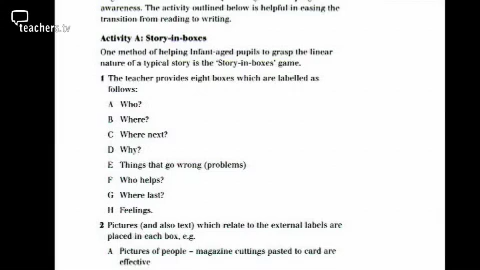 teachers.tv
awareness. The activity outlined below is helpful in easing the
transition from reading to writing.
Activity A: Story-in-boxes
One method of helping Infant-aged pupils to grasp the linear
nature of a typical story is the 'Story-in-boxes' game.
1 The teacher provides eight boxes which are labelled as
follows:
A Who?
B Where?
C Where next?
D Why?
E Things that go wrong (problems)
F Who helps?
G Where last?
H Feelings.
2 Pictures (and also text) which relate to the external labels are
placed in each box, e.g.
A Pictures of people – magazine cuttings pasted to card are
effective